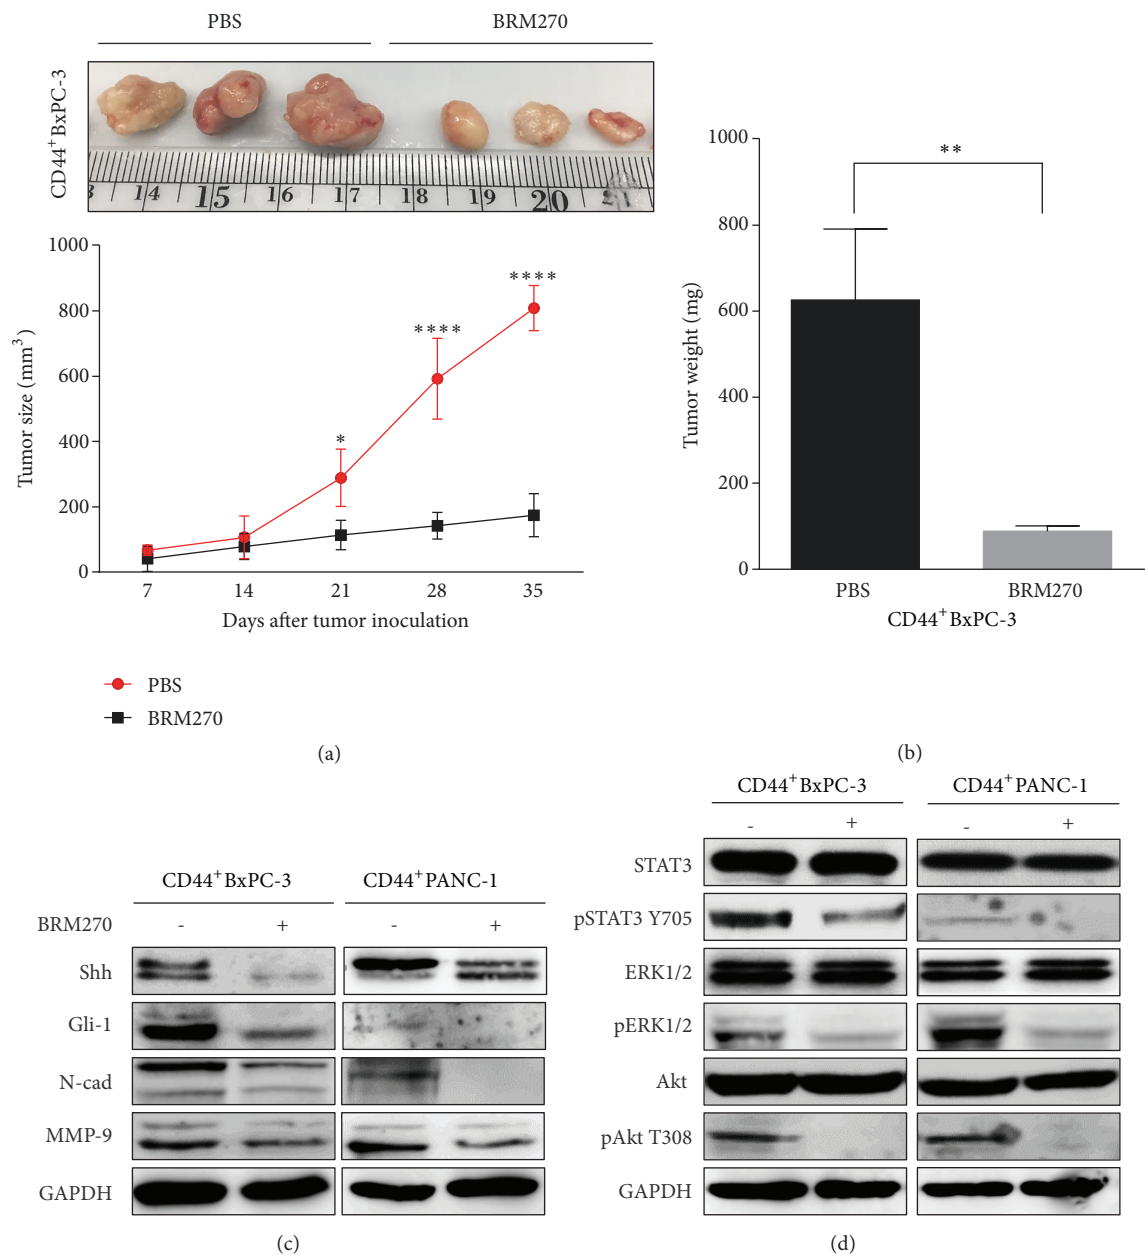 PBS BRM270
CD44+BxPC-3
14 15 16 17 18 19 20
1000
800
600
400
200
0
Tumor size (mm3)
*
****
****
7 14 21 28 35
Days after tumor inoculation
PBS
BRM270
(a)
1000
800
600
400
200
0
Tumor weight (mg)
**
PBS BRM270
CD44+BxPC-3
(b)
CD44+BxPC-3 CD44+PANC-1
BRM270 - + - +
Shh
Gli-1
N-cad
MMP-9
GAPDH
(c)
CD44+BxPC-3 CD44+PANC-1
- + - +
STAT3
pSTAT3 Y705
ERK1/2
pERK1/2
Akt
pAkt T308
GAPDH
(d)